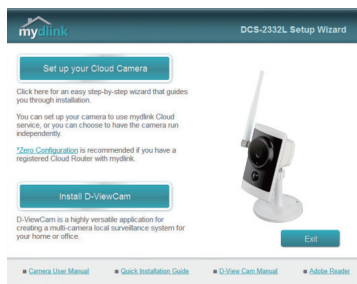 mydlink
DCS-2332L Setup Wizard
Set up your Cloud Camera
Click here for an easy step-by-step wizard that guides
you through installation.
You can set up your camera to use mydlink Cloud
service, or you can choose to have the camera run
independently.
*Zero Configuration is recommended if you have a
registered Cloud Router with mydlink.
Install D-ViewCam
D-ViewCam is a highly versatile application for
creating a multi-camera local surveillance system for
your home or office.
Exit
Camera User Manual
Quick Installation Guide
D-View Cam Manual
Adobe Reader